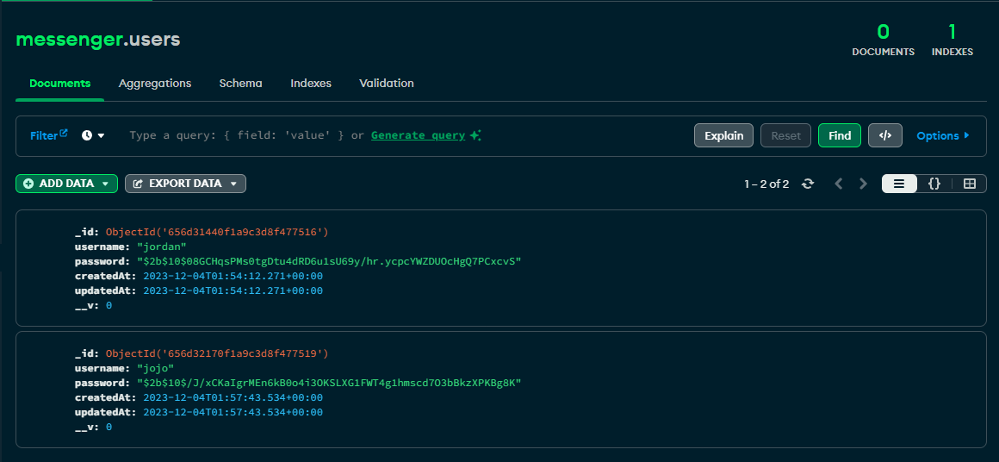 messenger.users
0 1
DOCUMENTS INDEXES
Documents Aggregations Schema Indexes Validation
Filter Type a query: { field: 'value' } or Generate query Explain Reset Find </> Options
ADD DATA EXPORT DATA 1 – 2 of 2 {}
_id: ObjectId('656d31440f1a9c3d8f477516')
username: "jordan"
password: "$2b$10$08GCHqsPMs0tgDtu4dRD6u1sU69y/hr.ycpcYWZDUOcHgQ7PCxcvS"
createdAt: 2023-12-04T01:54:12.271+00:00
updatedAt: 2023-12-04T01:54:12.271+00:00
__v: 0
_id: ObjectId('656d32170f1a9c3d8f477519')
username: "jojo"
password: "$2b$10$/J/xCKaIgrMEn6kB0o4i3OKSLXG1FWT4g1hmscd7O3bBkzXPKBg8K"
createdAt: 2023-12-04T01:57:43.534+00:00
updatedAt: 2023-12-04T01:57:43.534+00:00
__v: 0